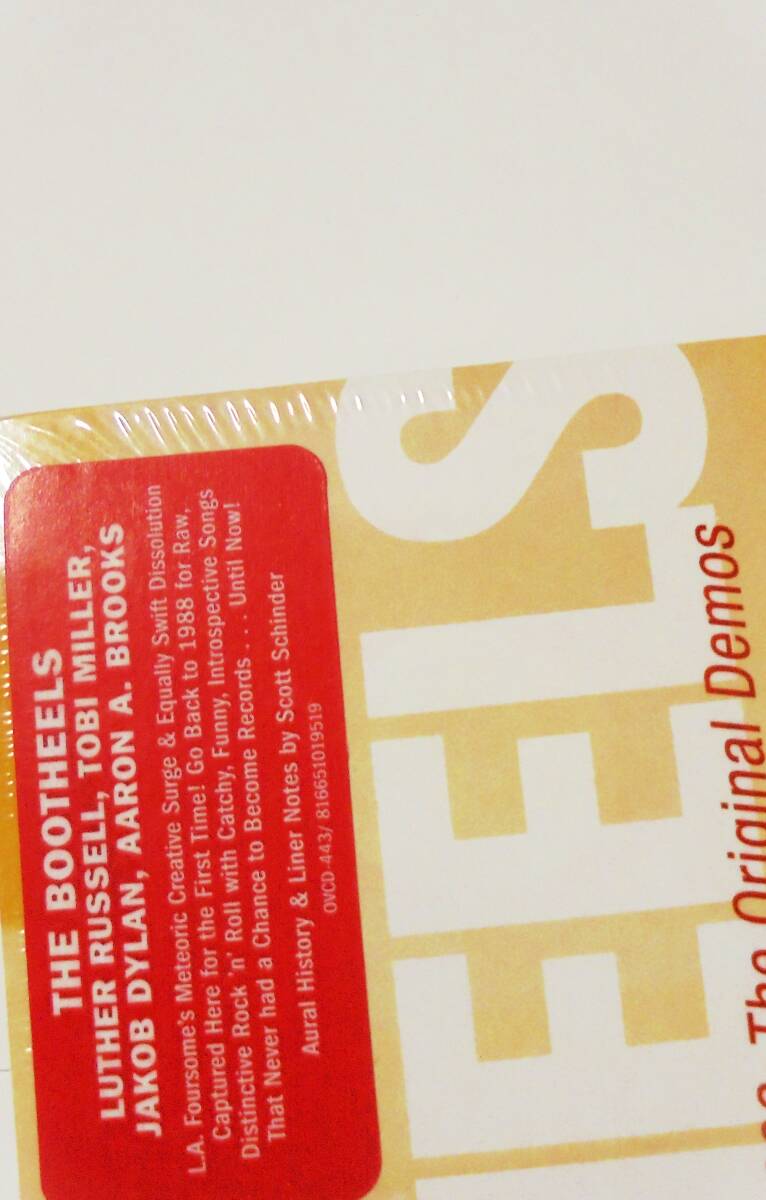 THE BOOTHEELS
LUTHER RUSSELL, TOBI MILLER,
JAKOB DYLAN, AARON A. BROOKS
L.A. Foursome's Meteoric Creative Surge & Equally Swift Dissolution
Captured Here for the First Time! Go Back to 1988 for Raw,
Distinctive Rock 'n' Roll with Catchy, Funny, Introspective Songs
That Never had a Chance to Become Records . . . Until Now!
Aural History & Liner Notes by Scott Schinder
OVCD-443/ 816651019519
EELS
The Original Demos